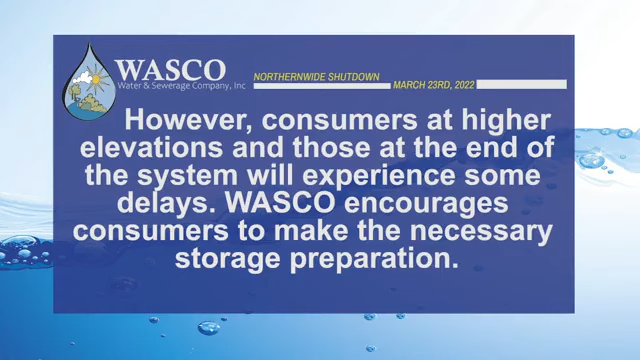 WASCO
Water & Sewerage Company, Inc
NORTHERNWIDE SHUTDOWN
MARCH 23RD, 2022
However, consumers at higher
elevations and those at the end of
the system will experience some
delays. WASCO encourages
consumers to make the necessary
storage preparation.